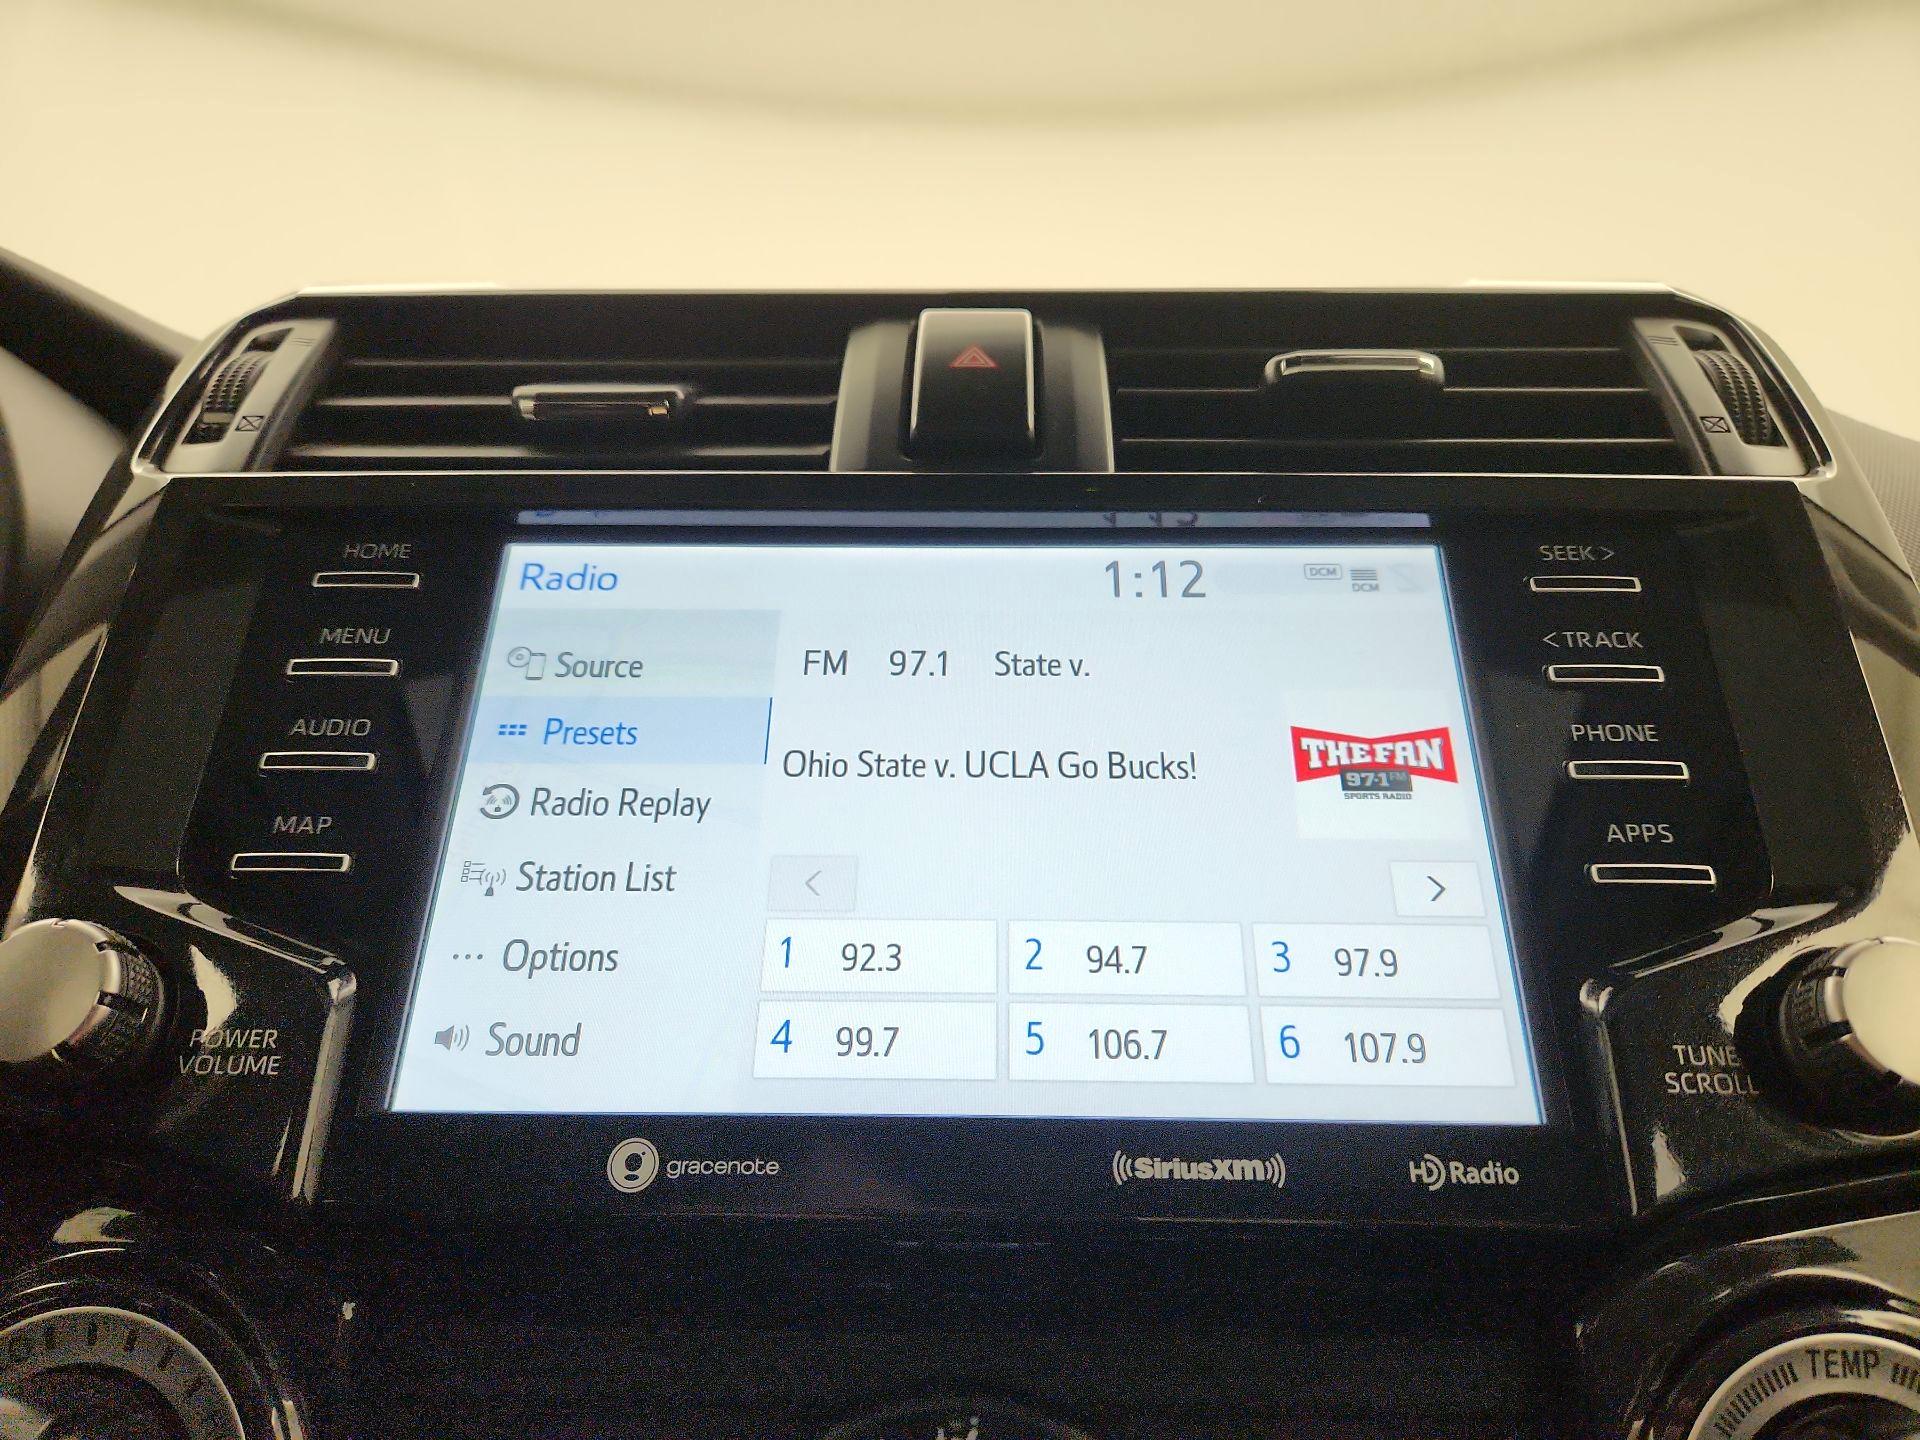 HOME
MENU
AUDIO
MAP
POWER
VOLUME
Radio
1:12
DCM
DCM
Source
Presets
Radio Replay
Station List
Options
Sound
FM 97.1 State v.
Ohio State v. UCLA Go Bucks!
THE FAN
97.1 FM
SPORTS RADIO
<
>
1 92.3
2 94.7
3 97.9
4 99.7
5 106.7
6 107.9
SEEK >
< TRACK
PHONE
APPS
TUNE
SCROLL
gracenote
SiriusXM
HD Radio
TEMP